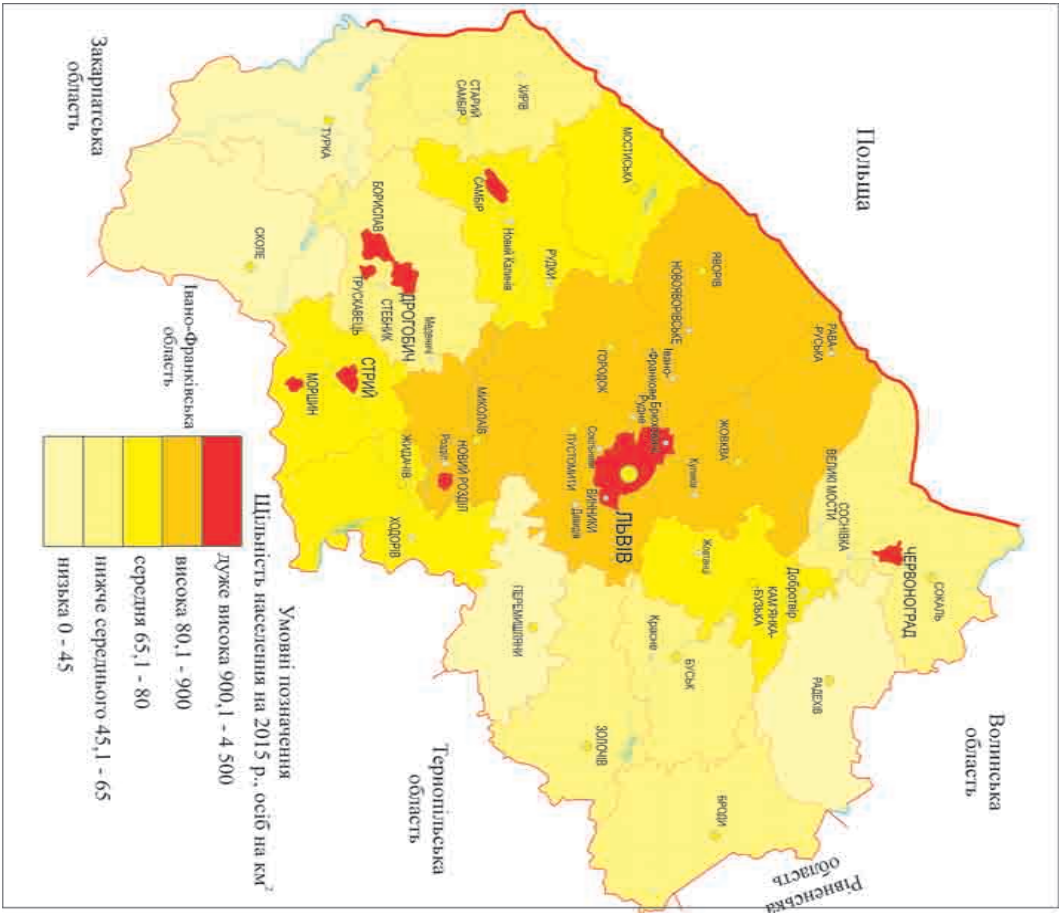 Польща
Волинська
область
Рівненська
область
Тернопільська
область
Івано-Франківська
область
Закарпатська
область
СОКАЛЬ
ЧЕРВОНОГРАД
СОСНІВКА
ВЕЛИКІ МОСТИ
РАДЕХІВ
РАВА-
-РУСЬКА
Добротвір
КАМ'ЯНКА-
-БУЗЬКА
ЖОВКВА
Куликів
Жовтанці
БРОДИ
БУСЬК
Красне
ЯВОРІВ
НОВОЯВОРІВСЬКЕ
Івано-
-Франкове
Брюховичі
Рудне
ЛЬВІВ
ВИННИКИ
Сокільники
Давидів
ПУСТОМИТИ
ГОРОДОК
ЗОЛОЧІВ
МОСТИСЬКА
РУДКИ
Новий Калинів
САМБІР
ПЕРЕМИШЛЯНИ
ХИРІВ
СТАРИЙ
САМБІР
МИКОЛАЇВ
НОВИЙ РОЗДІЛ
Розділ
Меденичі
ДРОГОБИЧ
СТЕБНИК
ТРУСКАВЕЦЬ
БОРИСЛАВ
ЖИДАЧІВ
ХОДОРІВ
СТРИЙ
МОРШИН
ТУРКА
СКОЛЕ
Умовні позначення
Щільність населення на 2015 р., осіб на км²
дуже висока 900,1 - 4 500
висока 80,1 - 900
середня 65,1 - 80
нижче середнього 45,1 - 65
низька 0 - 45